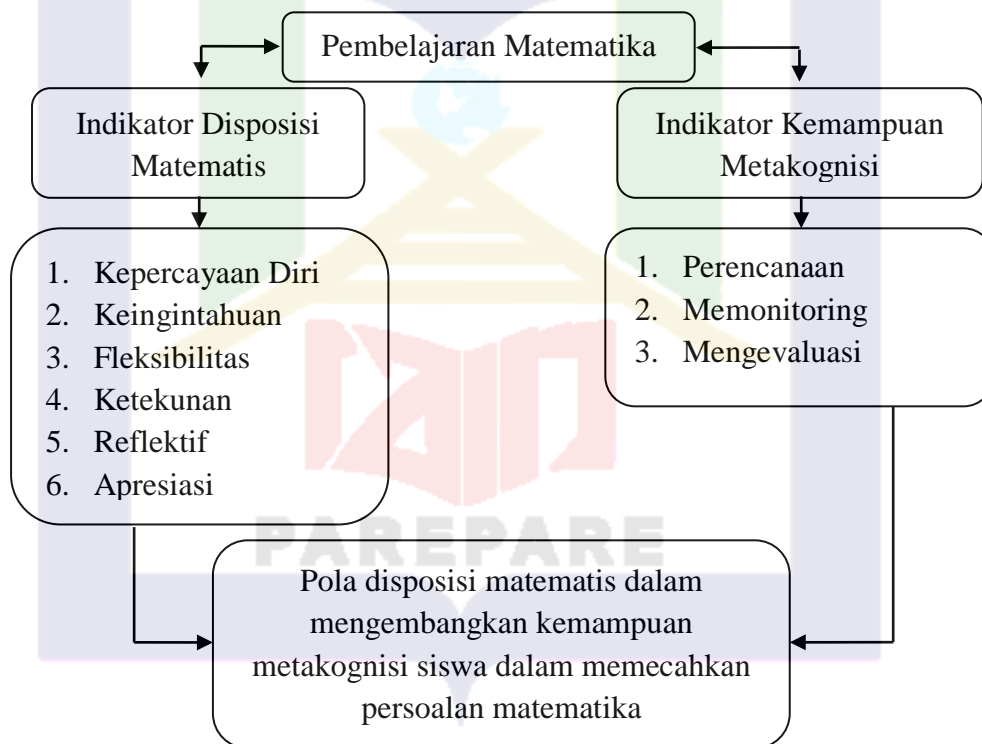 Pembelajaran Matematika
Indikator Disposisi
Matematis
Indikator Kemampuan
Metakognisi
1. Kepercayaan Diri
2. Keingintahuan
3. Fleksibilitas
4. Ketekunan
5. Reflektif
6. Apresiasi
1. Perencanaan
2. Memonitoring
3. Mengevaluasi
PAREPARE
Pola disposisi matematis dalam
mengembangkan kemampuan
metakognisi siswa dalam memecahkan
persoalan matematika